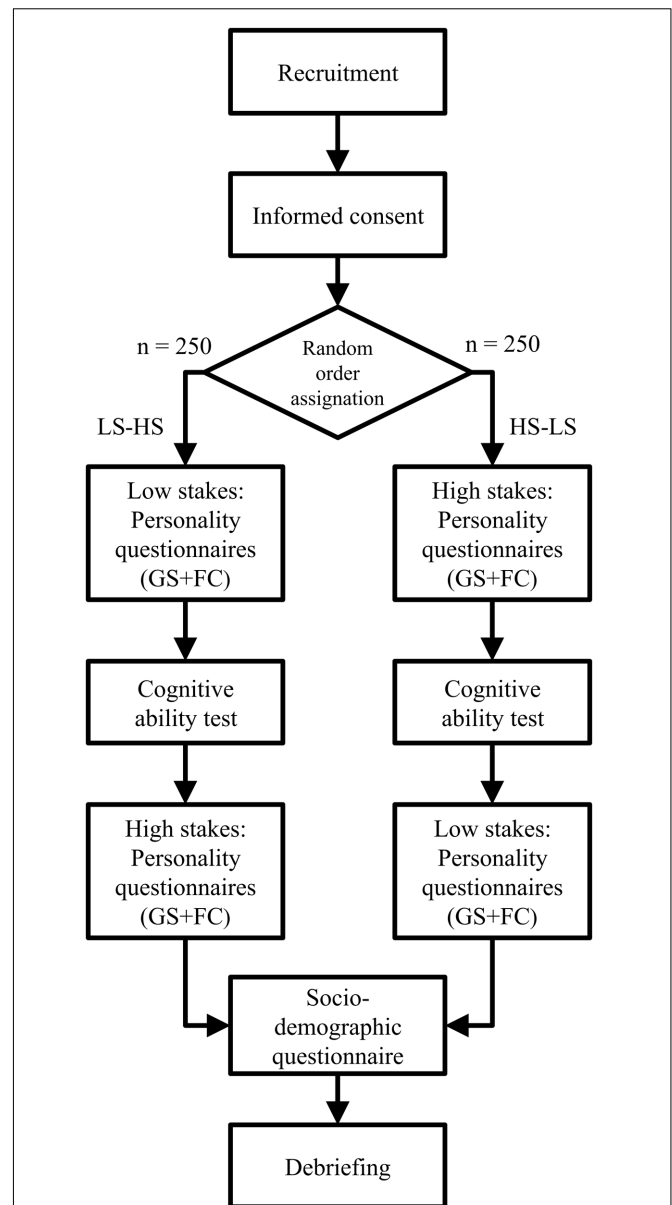 Recruitment
Informed consent
n = 250
n = 250
Random
order
assignation
LS-HS
HS-LS
Low stakes:
Personality
questionnaires
(GS+FC)
High stakes:
Personality
questionnaires
(GS+FC)
Cognitive
ability test
Cognitive
ability test
High stakes:
Personality
questionnaires
(GS+FC)
Low stakes:
Personality
questionnaires
(GS+FC)
Socio-
demographic
questionnaire
Debriefing